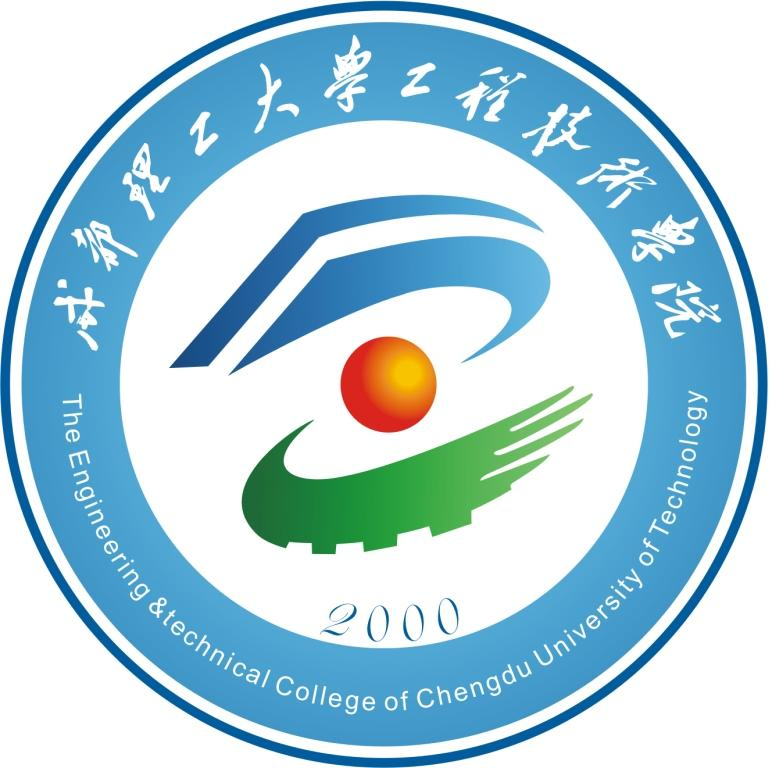 成都理工大學工程技術學院
2000
The Engineering &technical College of Chengdu University of Technology